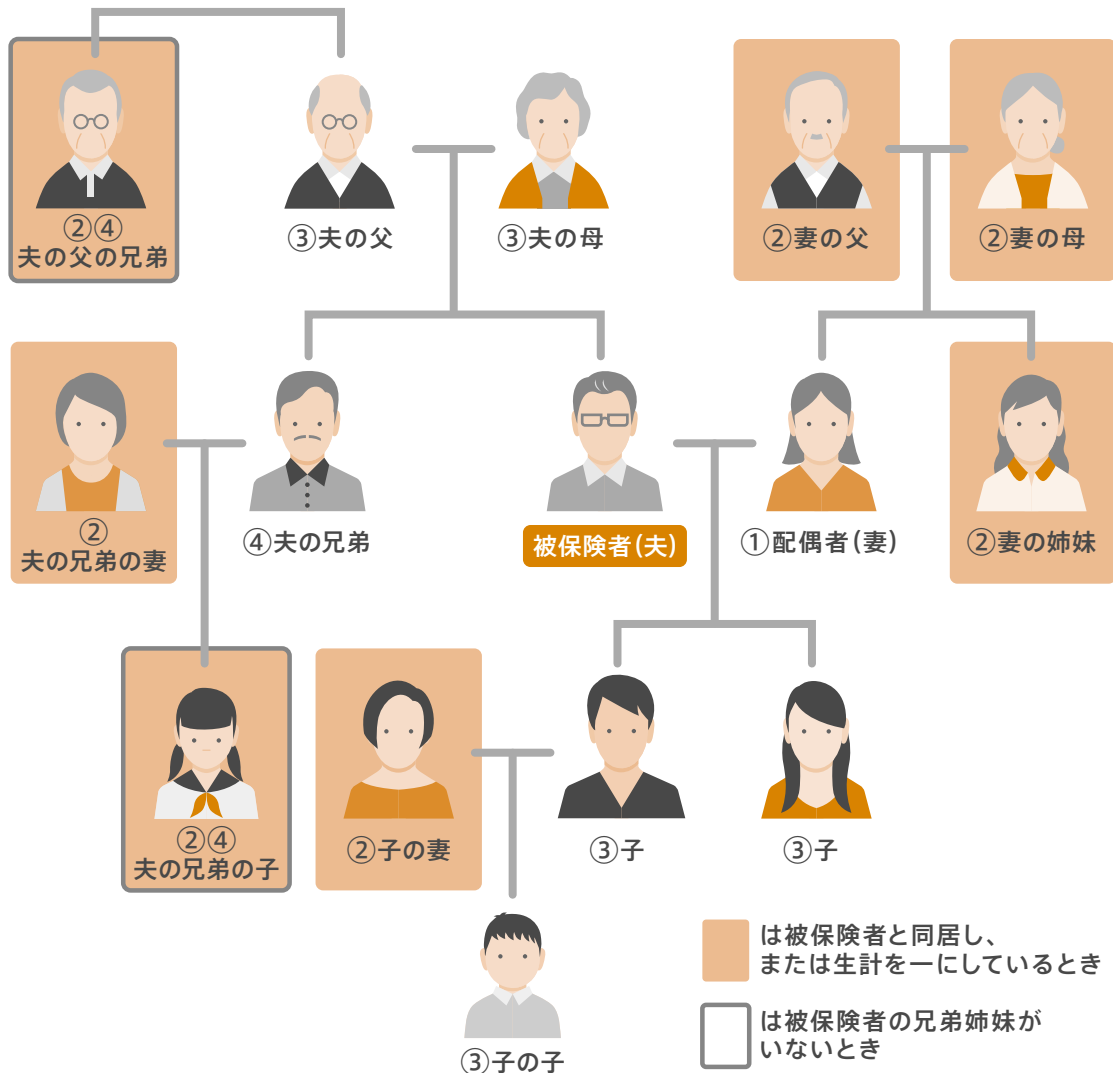 ②④
夫の父の兄弟
③夫の父
③夫の母
②妻の父
②妻の母
②
夫の兄弟の妻
④夫の兄弟
被保険者(夫)
①配偶者(妻)
②妻の姉妹
②④
夫の兄弟の子
②子の妻
③子
③子
③子の子
は被保険者と同居し、
または生計を一にしているとき
は被保険者の兄弟姉妹が
いないとき